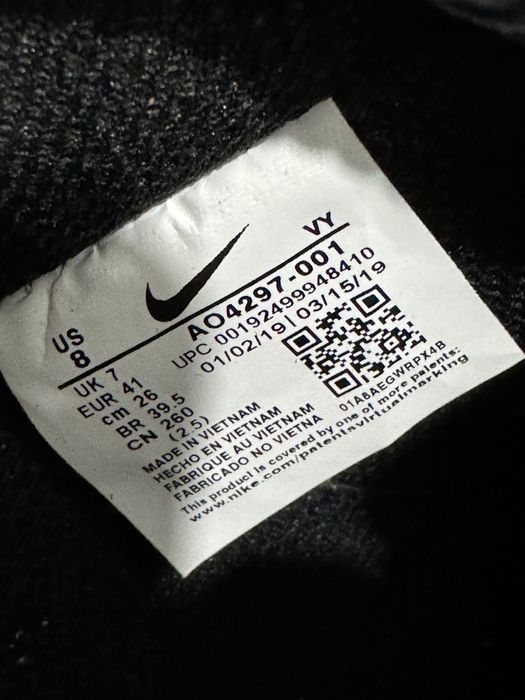 VY
US
8
AO4297-001
UPC 00192499948410
01/02/19 | 03/15/19
UK 7
EUR 41
cm 26
BR 39.5
CN 260
(2.5)
01A8AEGWRPX4B
MADE IN VIETNAM
HECHO EN VIETNAM
FABRIQUE AU VIETNAM
FABRICADO NO VIETNA
This product is covered by one of more patents:
www.nike.com/patentsvirtualmarking